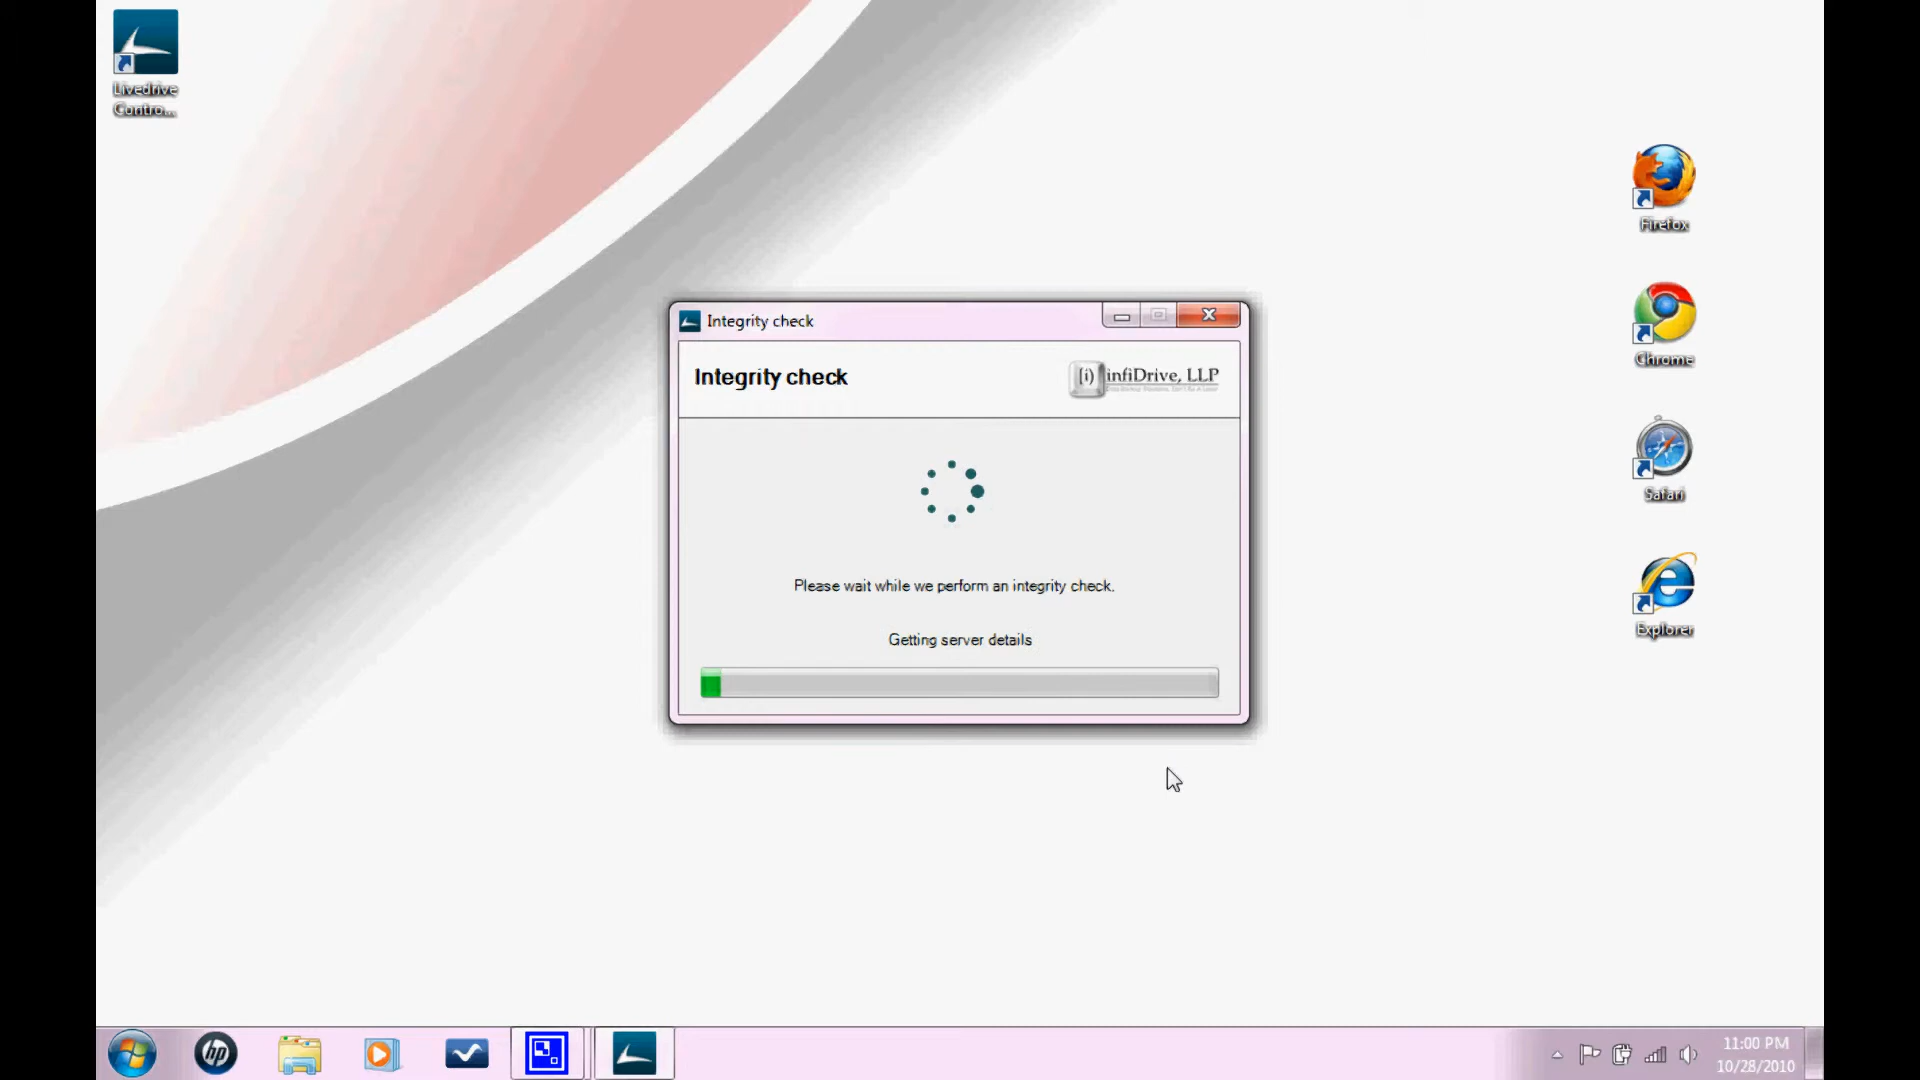 Livedrive
Contro...
Firefox
Chrome
Safari
Explorer
Integrity check
Integrity check
[i) infiDrive, LLP
Please wait while we perform an integrity check.
Getting server details
hp
11:00 PM
10/28/2010